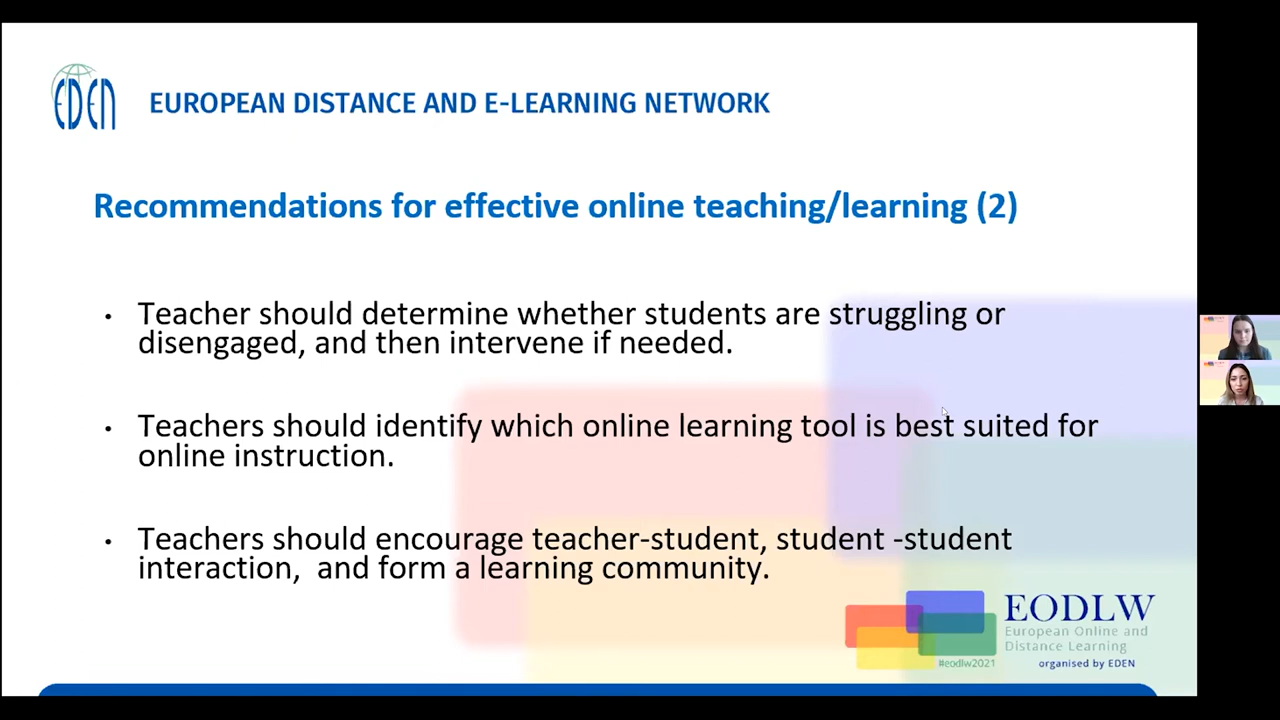 EDEN
EUROPEAN DISTANCE AND E-LEARNING NETWORK
Recommendations for effective online teaching/learning (2)
• Teacher should determine whether students are struggling or
disengaged, and then intervene if needed.
• Teachers should identify which online learning tool is best suited for
online instruction.
• Teachers should encourage teacher-student, student -student
interaction,  and form a learning community.
EODLW
European Online and
Distance Learning
#eodlw2021
organised by EDEN